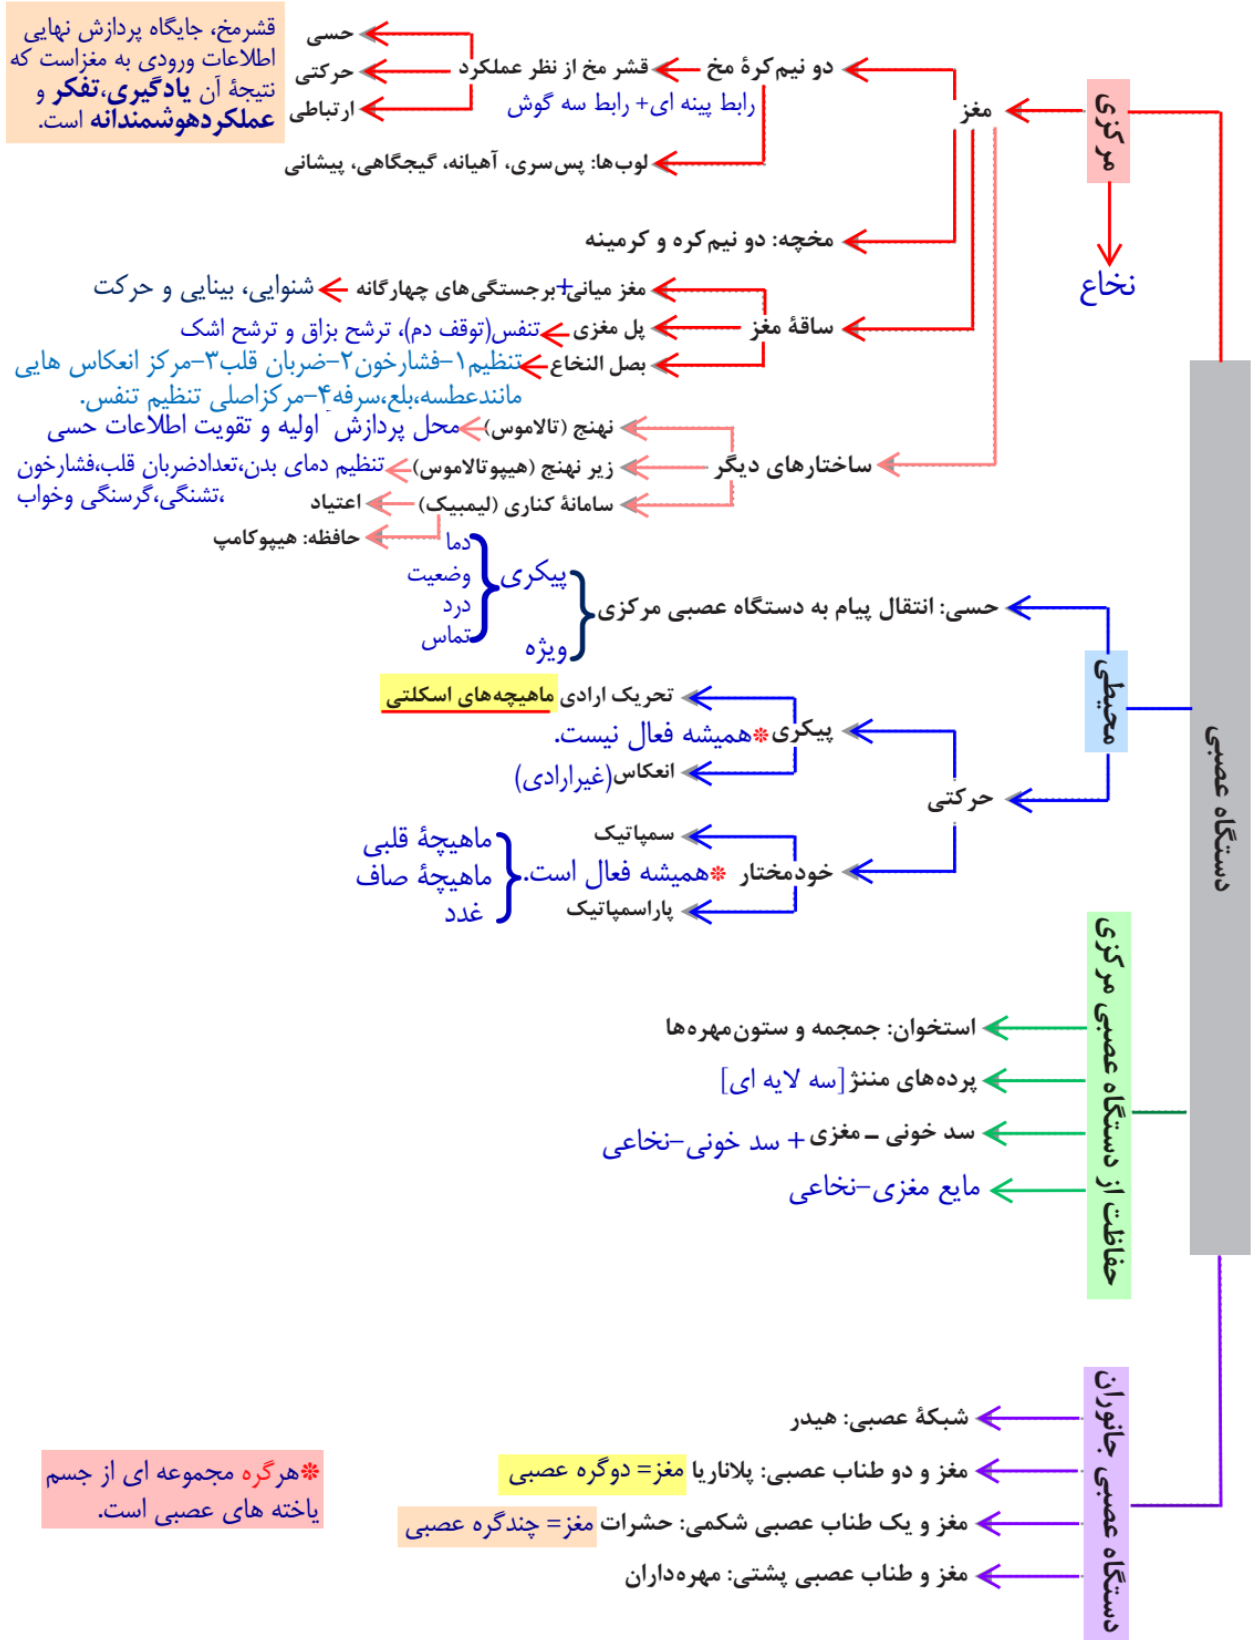 دستگاه عصبی
مرکزی
نخاع
مغز
دو نیم‌کرهٔ مخ
قشر مخ از نظر عملکرد
حسی
حرکتی
ارتباطی
رابط پینه ای+ رابط سه گوش
قشرمخ، جایگاه پردازش نهایی
اطلاعات ورودی به مغزاست که
نتیجهٔ آن یادگیری،تفکر و
عملکردهوشمندانه است.
لوب‌ها: پس‌سری، آهیانه، گیجگاهی، پیشانی
مخچه: دو نیم‌کره و کرمینه
ساقهٔ مغز
مغز میانی+برجستگی‌های چهارگانه
شنوایی، بینایی و حرکت
پل مغزی
تنفس(توقف دم)، ترشح بزاق و ترشح اشک
بصل النخاع
تنظیم۱-فشارخون۲-ضربان قلب۳-مرکز انعکاس هایی
مانندعطسه،بلع،سرفه۴-مرکزاصلی تنظیم تنفس.
ساختارهای دیگر
نهنج (تالاموس)
محل پردازش اولیه و تقویت اطلاعات حسی
زیر نهنج (هیپوتالاموس)
تنظیم دمای بدن،تعدادضربان قلب،فشارخون
،تشنگی،گرسنگی وخواب
سامانهٔ کناری (لیمبیک)
اعتیاد
حافظه: هیپوکامپ
محیطی
حسی: انتقال پیام به دستگاه عصبی مرکزی
پیکری
دما
وضعیت
درد
تماس
ویژه
حرکتی
پیکری
تحریک ارادی ماهیچه‌های اسکلتی
*همیشه فعال نیست.
انعکاس(غیرارادی)
خودمختار
سمپاتیک
*همیشه فعال است.
پاراسمپاتیک
ماهیچهٔ قلبی
ماهیچهٔ صاف
غدد
حفاظت از دستگاه عصبی مرکزی
استخوان: جمجمه و ستون‌مهره‌ها
پرده‌های مننژ[سه لایه ای]
سد خونی ـ مغزی + سد خونی-نخاعی
مایع مغزی-نخاعی
دستگاه عصبی جانوران
شبکهٔ عصبی: هیدر
مغز و دو طناب عصبی: پلاناریا مغز= دوگره عصبی
مغز و یک طناب عصبی شکمی: حشرات مغز= چندگره عصبی
مغز و طناب عصبی پشتی: مهره‌داران
*هرگره مجموعه ای از جسم
یاخته های عصبی است.